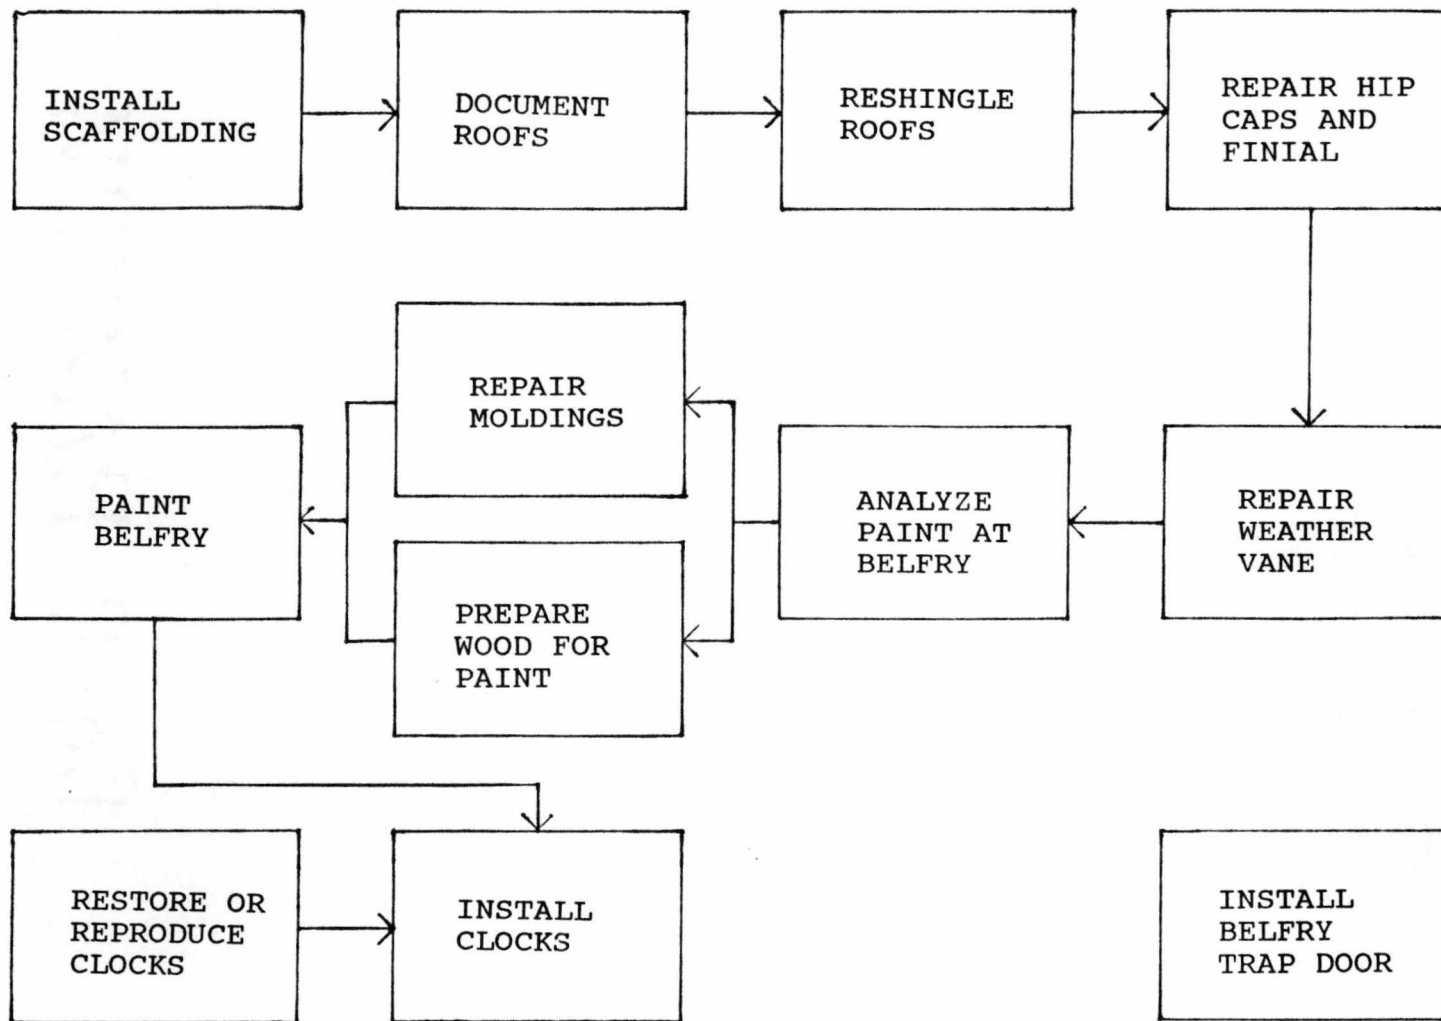 INSTALL
SCAFFOLDING
DOCUMENT
ROOFS
RESHINGLE
ROOFS
REPAIR HIP
CAPS AND
FINIAL
REPAIR
MOLDINGS
PAINT
BELFRY
ANALYZE
PAINT AT
BELFRY
REPAIR
WEATHER
VANE
PREPARE
WOOD FOR
PAINT
RESTORE OR
REPRODUCE
CLOCKS
INSTALL
CLOCKS
INSTALL
BELFRY
TRAP DOOR